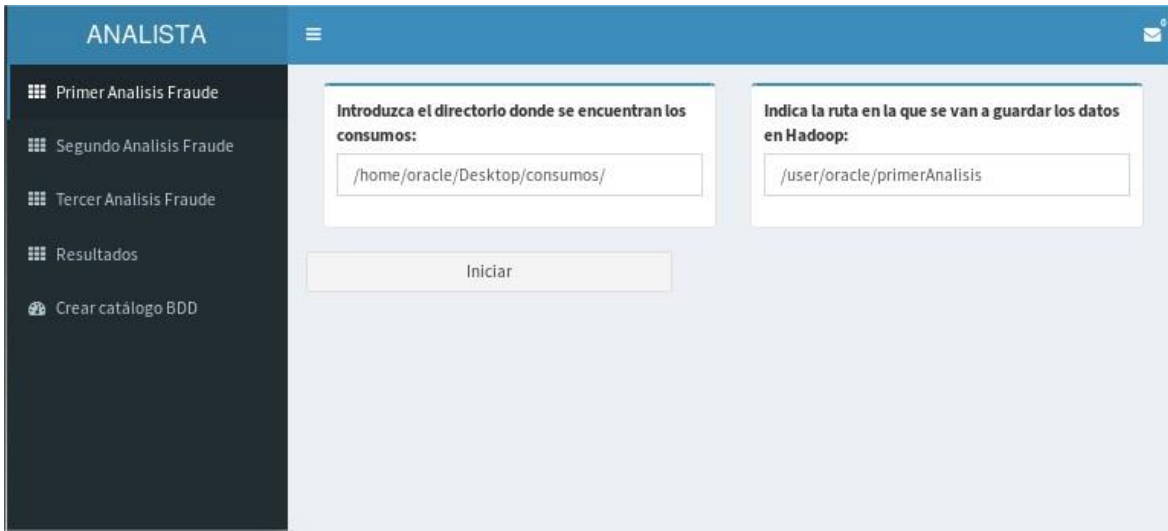 ANALISTA
0
Primer Analisis Fraude
Segundo Analisis Fraude
Tercer Analisis Fraude
Resultados
Crear catálogo BDD
Introduzca el directorio donde se encuentran los
consumos:
/home/oracle/Desktop/consumos/
Indica la ruta en la que se van a guardar los datos
en Hadoop:
/user/oracle/primerAnalisis
Iniciar